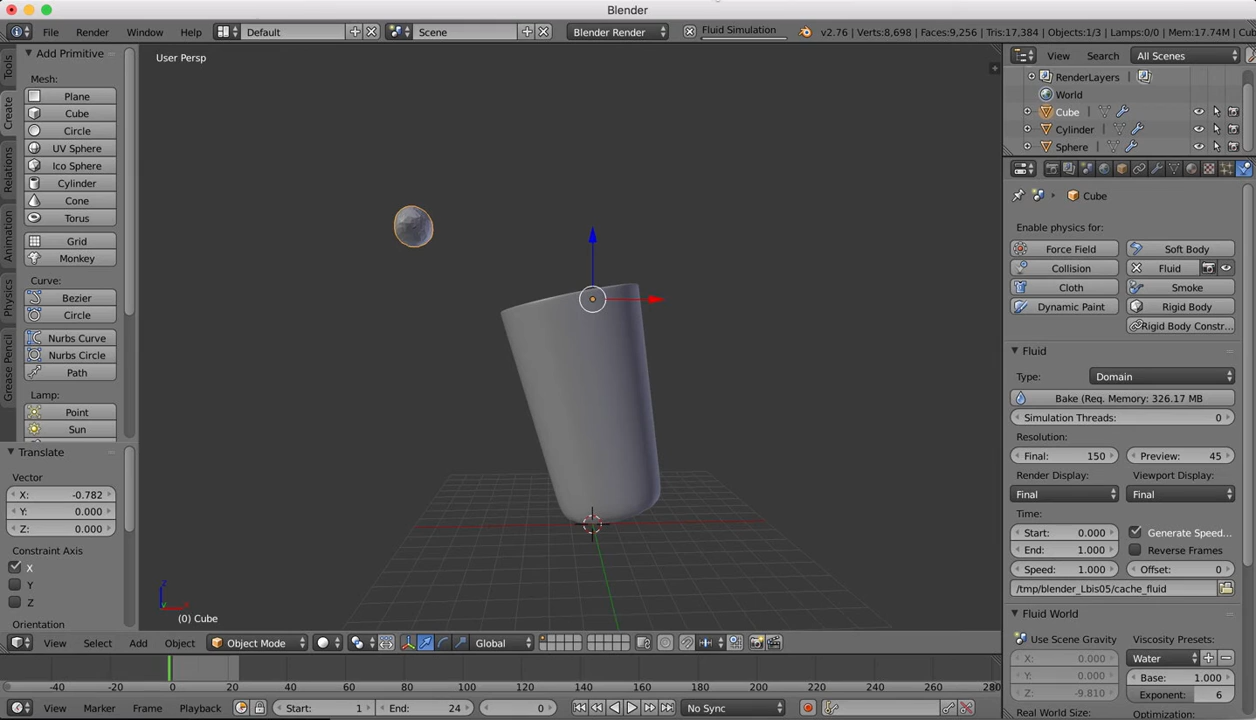 Blender
File Render Window Help Default Scene Blender Render Fluid Simulation v2.76 | Verts:8,698 | Faces:9,256 | Tris:17,384 | Objects:1/3 | Lamps:0/0 | Mem:17.74M | Cub
Tools
Create
Relations
Animation
Physics
Grease Pencil
Add Primitive
Mesh:
Plane
Cube
Circle
UV Sphere
Ico Sphere
Cylinder
Cone
Torus
Grid
Monkey
Curve:
Bezier
Circle
Nurbs Curve
Nurbs Circle
Path
Lamp:
Point
Sun
Translate
Vector
X: -0.782
Y: 0.000
Z: 0.000
Constraint Axis
X
Y
Z
Orientation
User Persp
(0) Cube
View Select Add Object Object Mode Global
-40 -20 0 20 40 60 80 100 120 140 160 180 200 220 240 260 280
View Marker Frame Playback Start: 1 End: 24 0 No Sync
View Search All Scenes
RenderLayers
World
Cube
Cylinder
Sphere
Cube
Enable physics for:
Force Field Soft Body
Collision Fluid
Cloth Smoke
Dynamic Paint Rigid Body
Rigid Body Constr...
Fluid
Type: Domain
Bake (Req. Memory: 326.17 MB
Simulation Threads: 0
Resolution:
Final: 150 Preview: 45
Render Display: Viewport Display:
Final Final
Time:
Start: 0.000 Generate Speed...
End: 1.000 Reverse Frames
Speed: 1.000 Offset: 0
/tmp/blender_Lbis05/cache_fluid
Fluid World
Use Scene Gravity Viscosity Presets:
X: 0.000 Water
Y: 0.000 Base: 1.000
Z: -9.810 Exponent: 6
Real World Size: Optimization: